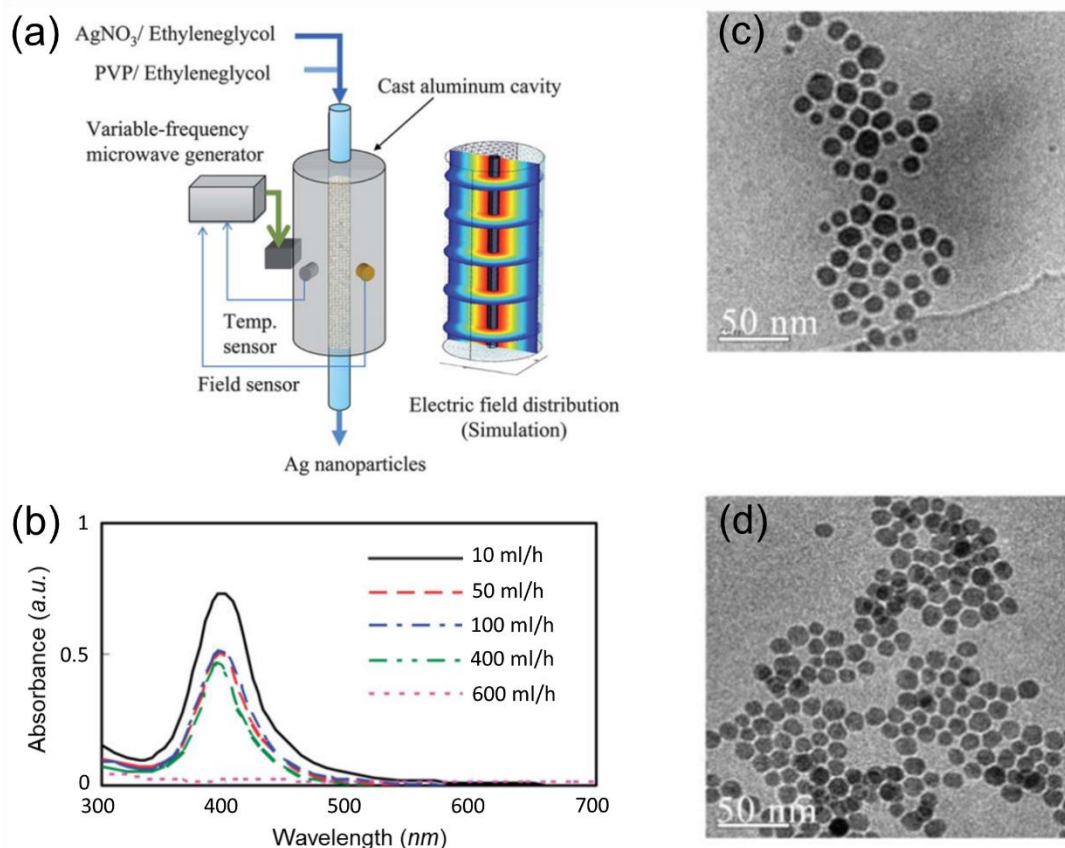 (a)
AgNO₃/ Ethyleneglycol
PVP/ Ethyleneglycol
Cast aluminum cavity
Variable-frequency
microwave generator
Temp.
sensor
Field sensor
Electric field distribution
(Simulation)
Ag nanoparticles
(b)
1
0.5
0
Absorbance (a.u.)
10 ml/h
50 ml/h
100 ml/h
400 ml/h
600 ml/h
300
400
500
600
700
Wavelength (nm)
(c)
50 nm
(d)
50 nm